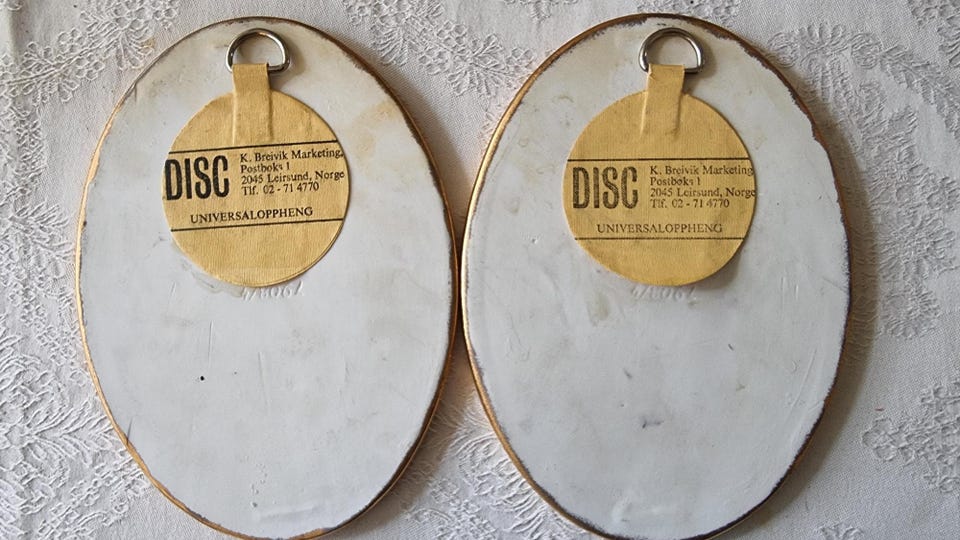 DISC
K. Breivik Marketing,
Postboks 1
2045 Leirsund, Norge
Tlf. 02 - 71 4770
UNIVERSALOPPHENG
DISC
K. Breivik Marketing
Postboks 1
2045 Leirsund, Norge
Tlf. 02 - 71 4770
UNIVERSALOPPHENG